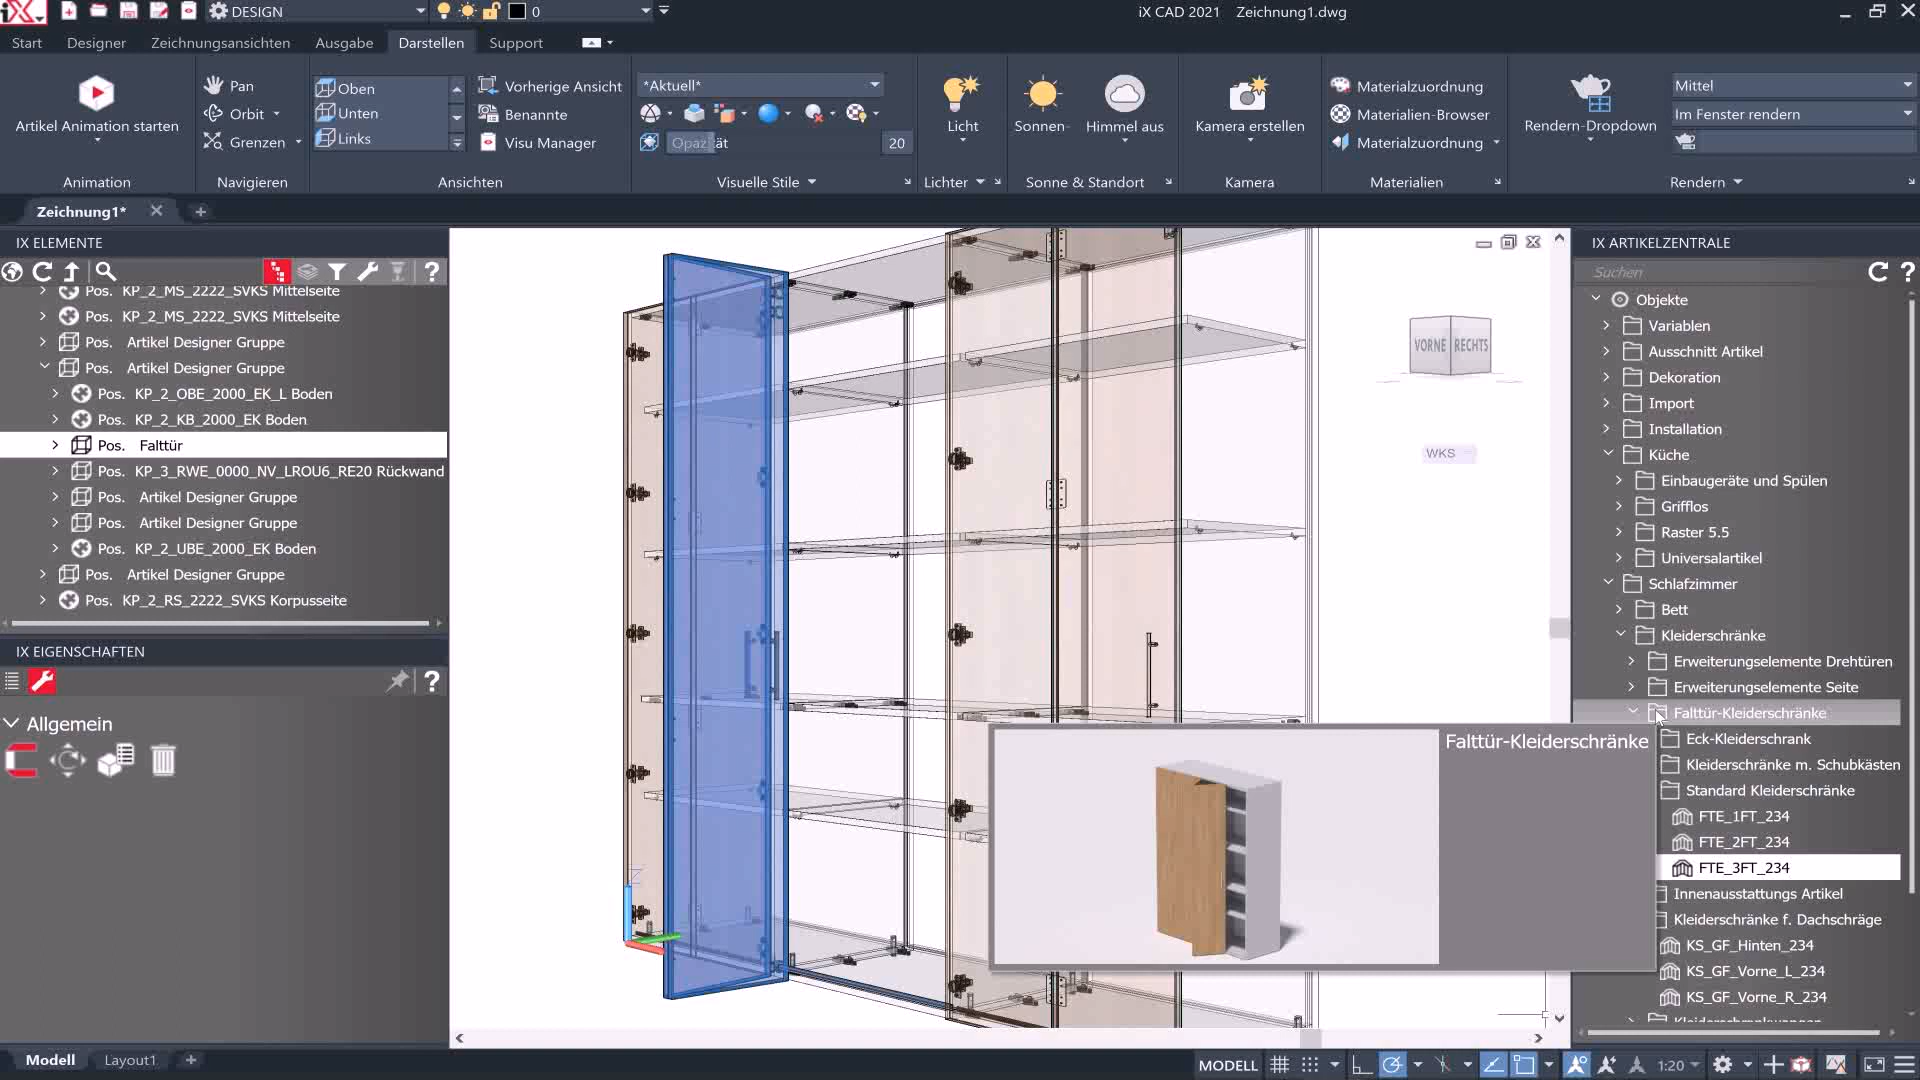 iX. DESIGN 0 iX CAD 2021 Zeichnung1.dwg
Start Designer Zeichnungsansichten Ausgabe Darstellen Support
Artikel Animation starten
Animation
Pan
Orbit
Grenzen
Navigieren
Oben
Unten
Links
Vorherige Ansicht
Benannte
Visu Manager
Ansichten
*Aktuell*
Opazität 20
Visuelle Stile
Licht
Lichter
Sonnen-
Himmel aus
Sonne & Standort
Kamera erstellen
Kamera
Materialzuordnung
Materialien-Browser
Materialzuordnung
Materialien
Rendern-Dropdown
Mittel
Im Fenster rendern
Rendern
Zeichnung1*
IX ELEMENTE
Pos. KP_2_MS_2222_SVKS Mittelseite
Pos. KP_2_MS_2222_SVKS Mittelseite
Pos. Artikel Designer Gruppe
Pos. Artikel Designer Gruppe
Pos. KP_2_OBE_2000_EK_L Boden
Pos. KP_2_KB_2000_EK Boden
Pos. Falttür
Pos. KP_3_RWE_0000_NV_LROU6_RE20 Rückwand
Pos. Artikel Designer Gruppe
Pos. Artikel Designer Gruppe
Pos. KP_2_UBE_2000_EK Boden
Pos. Artikel Designer Gruppe
Pos. KP_2_RS_2222_SVKS Korpusseite
IX EIGENSCHAFTEN
Allgemein
VORNE RECHTS
WKS
Z
Falttür-Kleiderschränke
IX ARTIKELZENTRALE
Suchen
Objekte
Variablen
Ausschnitt Artikel
Dekoration
Import
Installation
Küche
Einbaugeräte und Spülen
Grifflos
Raster 5.5
Universalartikel
Schlafzimmer
Bett
Kleiderschränke
Erweiterungselemente Drehtüren
Erweiterungselemente Seite
Falttür-Kleiderschränke
Eck-Kleiderschrank
Kleiderschränke m. Schubkästen
Standard Kleiderschränke
FTE_1FT_234
FTE_2FT_234
FTE_3FT_234
Innenausstattungs Artikel
Kleiderschränke f. Dachschräge
KS_GF_Hinten_234
KS_GF_Vorne_L_234
KS_GF_Vorne_R_234
Modell Layout1
MODELL 1:20